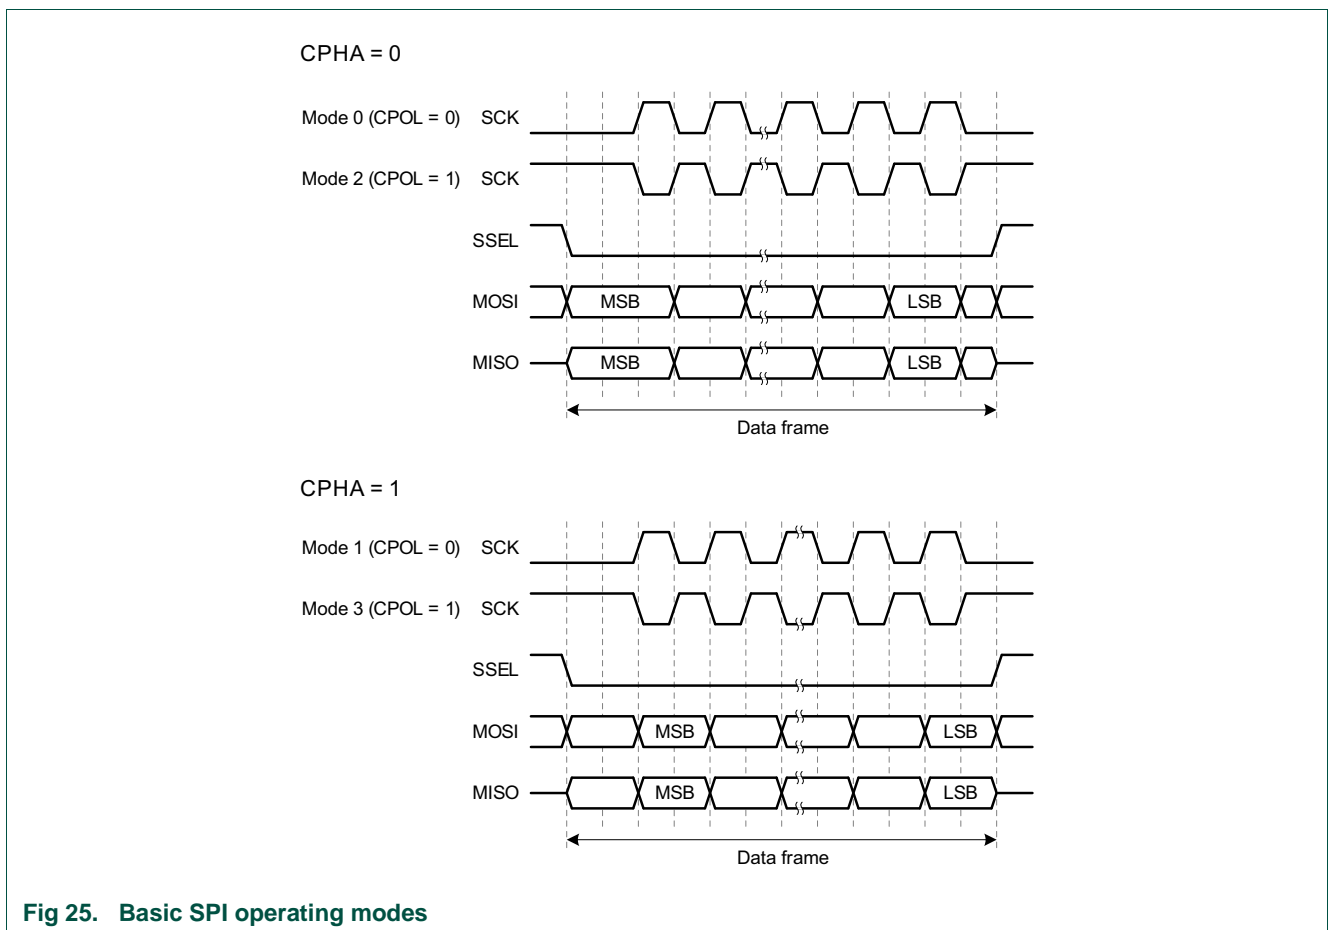 CPHA = 0
Mode 0 (CPOL = 0) SCK
Mode 2 (CPOL = 1) SCK
SSEL
MOSI MSB LSB
MISO MSB LSB
Data frame
CPHA = 1
Mode 1 (CPOL = 0) SCK
Mode 3 (CPOL = 1) SCK
SSEL
MOSI MSB LSB
MISO MSB LSB
Data frame
Fig 25. Basic SPI operating modes